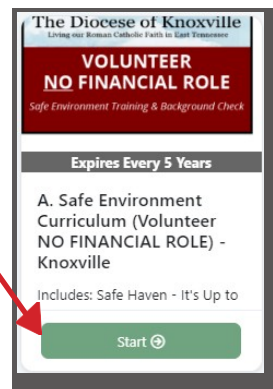 The Diocese of Knoxville
Living our Roman Catholic Faith in East Tennessee
VOLUNTEER
NO FINANCIAL ROLE
Safe Environment Training & Background Check
Expires Every 5 Years
A. Safe Environment
Curriculum (Volunteer
NO FINANCIAL ROLE) -
Knoxville
Includes: Safe Haven - It's Up to
Start